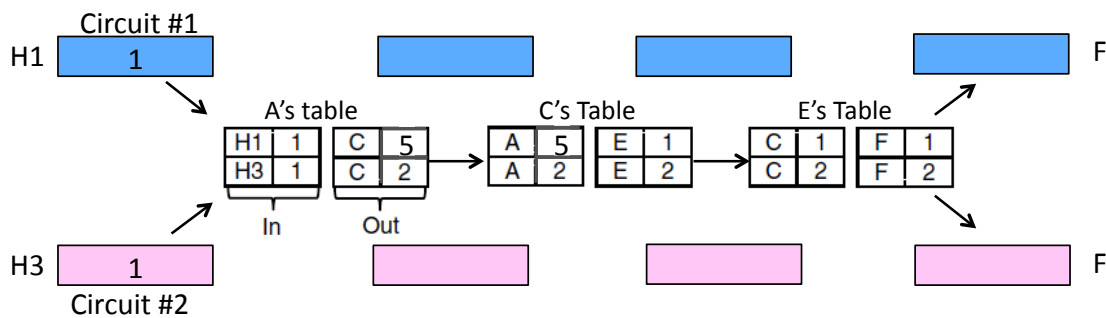 Circuit #1
H1 1 F
A's table C's Table E's Table
H1 1 C 5 A 5 E 1 C 1 F 1
H3 1 C 2 A 2 E 2 C 2 F 2
In Out
H3 1 F
Circuit #2